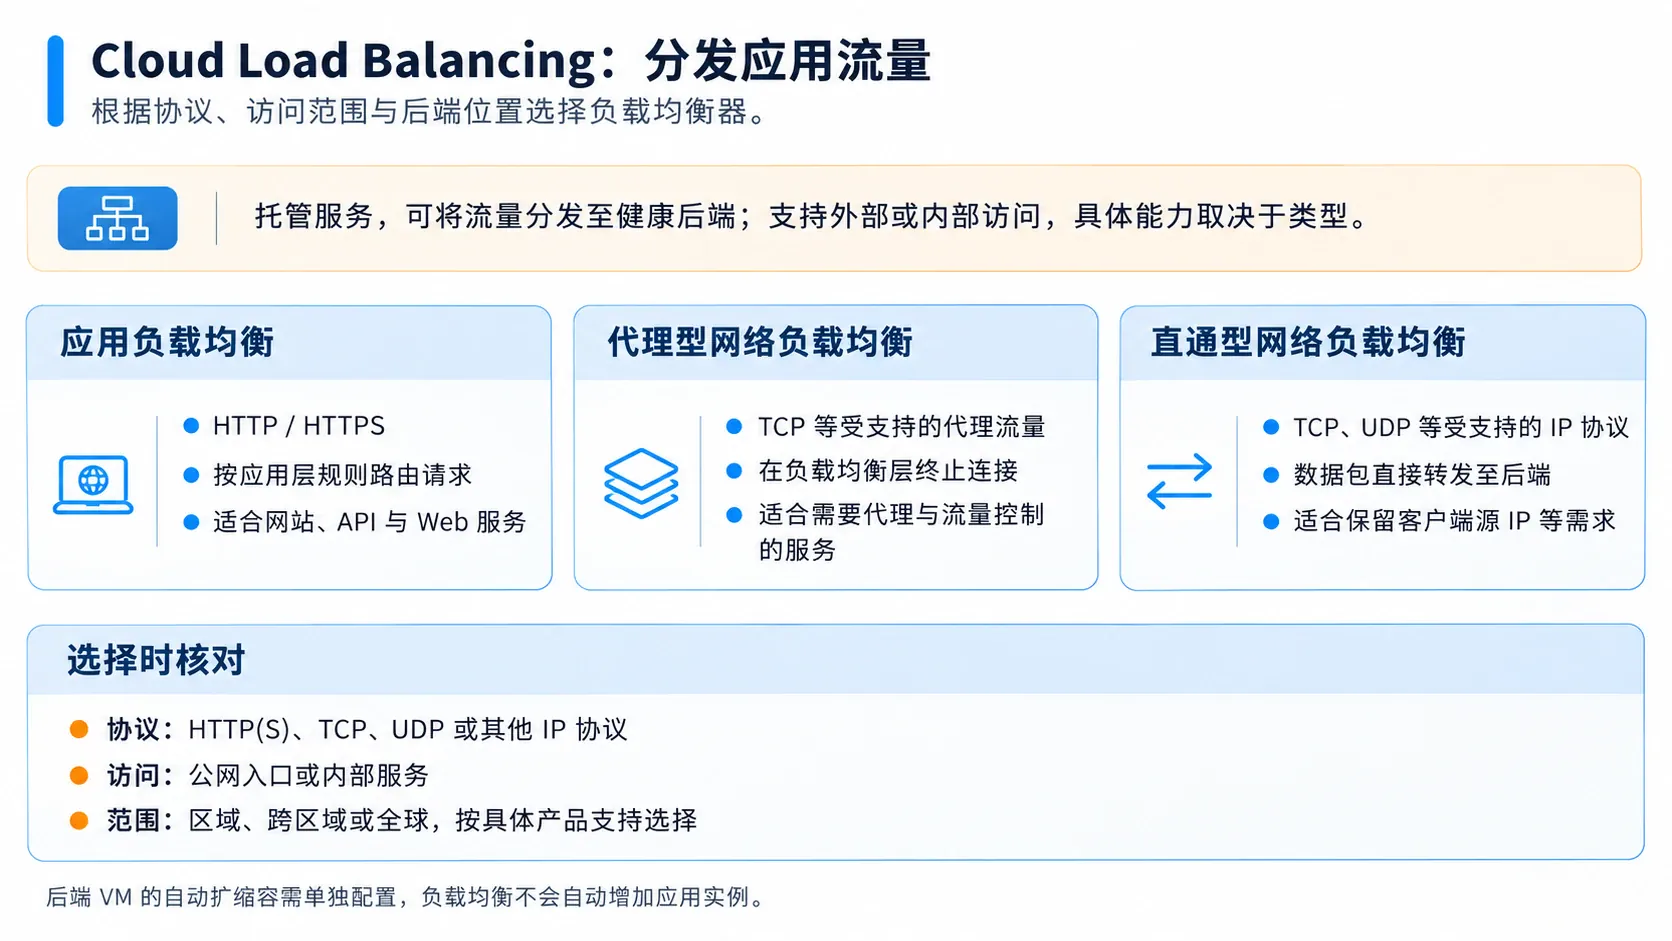 Cloud Load Balancing：分发应用流量
根据协议、访问范围与后端位置选择负载均衡器。
托管服务，可将流量分发至健康后端；支持外部或内部访问，具体能力取决于类型。
应用负载均衡
HTTP / HTTPS
按应用层规则路由请求
适合网站、API 与 Web 服务
代理型网络负载均衡
TCP 等受支持的代理流量
在负载均衡层终止连接
适合需要代理与流量控制
的服务
直通型网络负载均衡
TCP、UDP 等受支持的 IP 协议
数据包直接转发至后端
适合保留客户端源 IP 等需求
选择时核对
协议：HTTP(S)、TCP、UDP 或其他 IP 协议
访问：公网入口或内部服务
范围：区域、跨区域或全球，按具体产品支持选择
后端 VM 的自动扩缩容需单独配置，负载均衡不会自动增加应用实例。